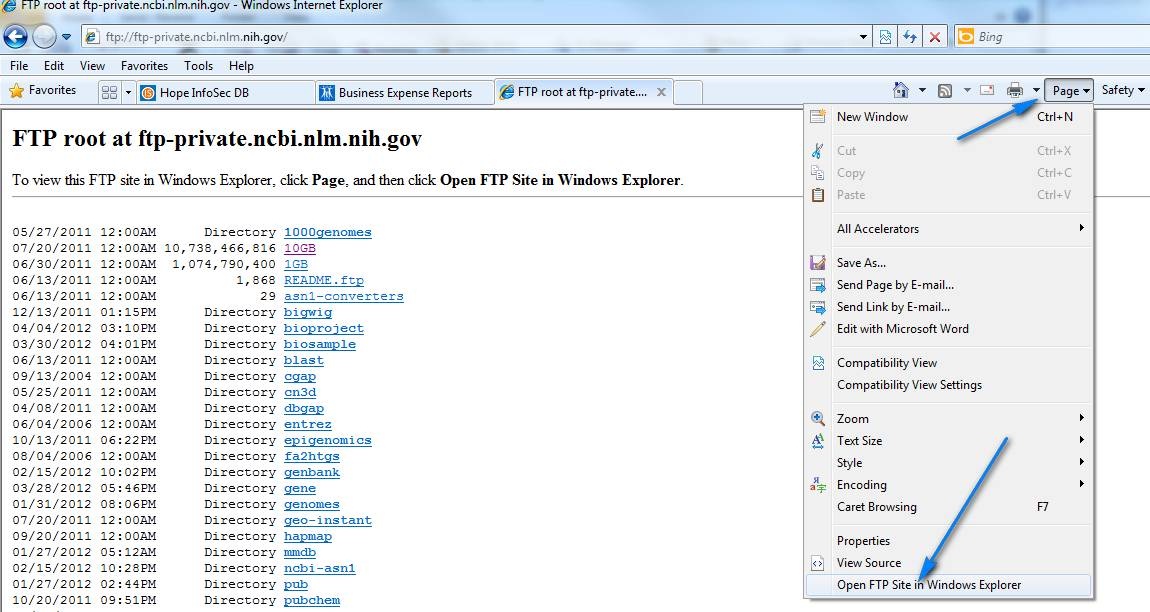 FTP root at ftp-private.ncbi.nlm.nih.gov - Windows Internet Explorer
ftp://ftp-private.ncbi.nlm.nih.gov/
Bing
File Edit View Favorites Tools Help
Favorites Hope InfoSec DB Business Expense Reports FTP root at ftp-private.... Page Safety
FTP root at ftp-private.ncbi.nlm.nih.gov
To view this FTP site in Windows Explorer, click Page, and then click Open FTP Site in Windows Explorer.
05/27/2011 12:00AM Directory 1000genomes
07/20/2011 12:00AM 10,738,466,816 10GB
06/30/2011 12:00AM 1,074,790,400 1GB
06/13/2011 12:00AM 1,868 README.ftp
06/13/2011 12:00AM 29 asn1-converters
12/13/2011 01:15PM Directory bigwig
04/04/2012 03:10PM Directory bioproject
03/30/2012 04:01PM Directory biosample
06/13/2011 12:00AM Directory blast
09/13/2004 12:00AM Directory cgap
05/25/2011 12:00AM Directory cn3d
04/08/2011 12:00AM Directory dbgap
06/04/2006 12:00AM Directory entrez
10/13/2011 06:22PM Directory epigenomics
08/04/2006 12:00AM Directory fa2htgs
02/15/2012 10:02PM Directory genbank
03/28/2012 05:46PM Directory gene
01/31/2012 08:06PM Directory genomes
07/20/2011 12:00AM Directory geo-instant
09/20/2011 12:00AM Directory hapmap
01/27/2012 05:12AM Directory mmdb
02/15/2012 10:28PM Directory ncbi-asn1
01/27/2012 02:44PM Directory pub
10/20/2011 09:51PM Directory pubchem
New Window Ctrl+N
Cut Ctrl+X
Copy Ctrl+C
Paste Ctrl+V
All Accelerators
Save As...
Send Page by E-mail...
Send Link by E-mail...
Edit with Microsoft Word
Compatibility View
Compatibility View Settings
Zoom
Text Size
Style
Encoding
Caret Browsing F7
Properties
View Source
Open FTP Site in Windows Explorer